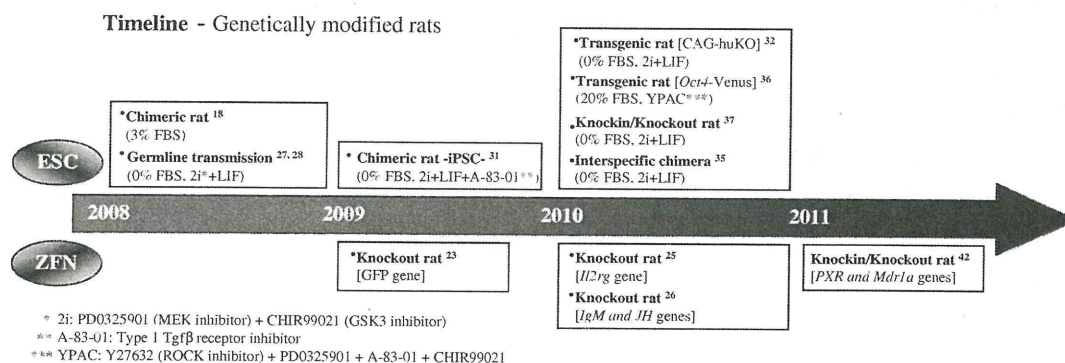 Timeline - Genetically modified rats
•Transgenic rat [CAG-huKO] 32
(0% FBS. 2i+LIF)
•Transgenic rat [Oct4-Venus] 36
(20% FBS. YPAC***)
•Knockin/Knockout rat 37
(0% FBS, 2i+LIF)
•Interspecific chimera 35
(0% FBS. 2i+LIF)
•Chimeric rat 18
(3% FBS)
•Germline transmission 27, 28
(0% FBS. 2i*+LIF)
• Chimeric rat -iPSC- 31
(0% FBS. 2i+LIF+A-83-01**)
ESC
2008
2009
2010
2011
ZFN
•Knockout rat 23
[GFP gene]
•Knockout rat 25
[Il2rg gene]
•Knockout rat 26
[IgM and JH genes]
Knockin/Knockout rat 42
[PXR and Mdr1a genes]
* 2i: PD0325901 (MEK inhibitor) + CHIR99021 (GSK3 inhibitor)
** A-83-01: Type 1 Tgfβ receptor inhibitor
*** YPAC: Y27632 (ROCK inhibitor) + PD0325901 + A-83-01 + CHIR99021